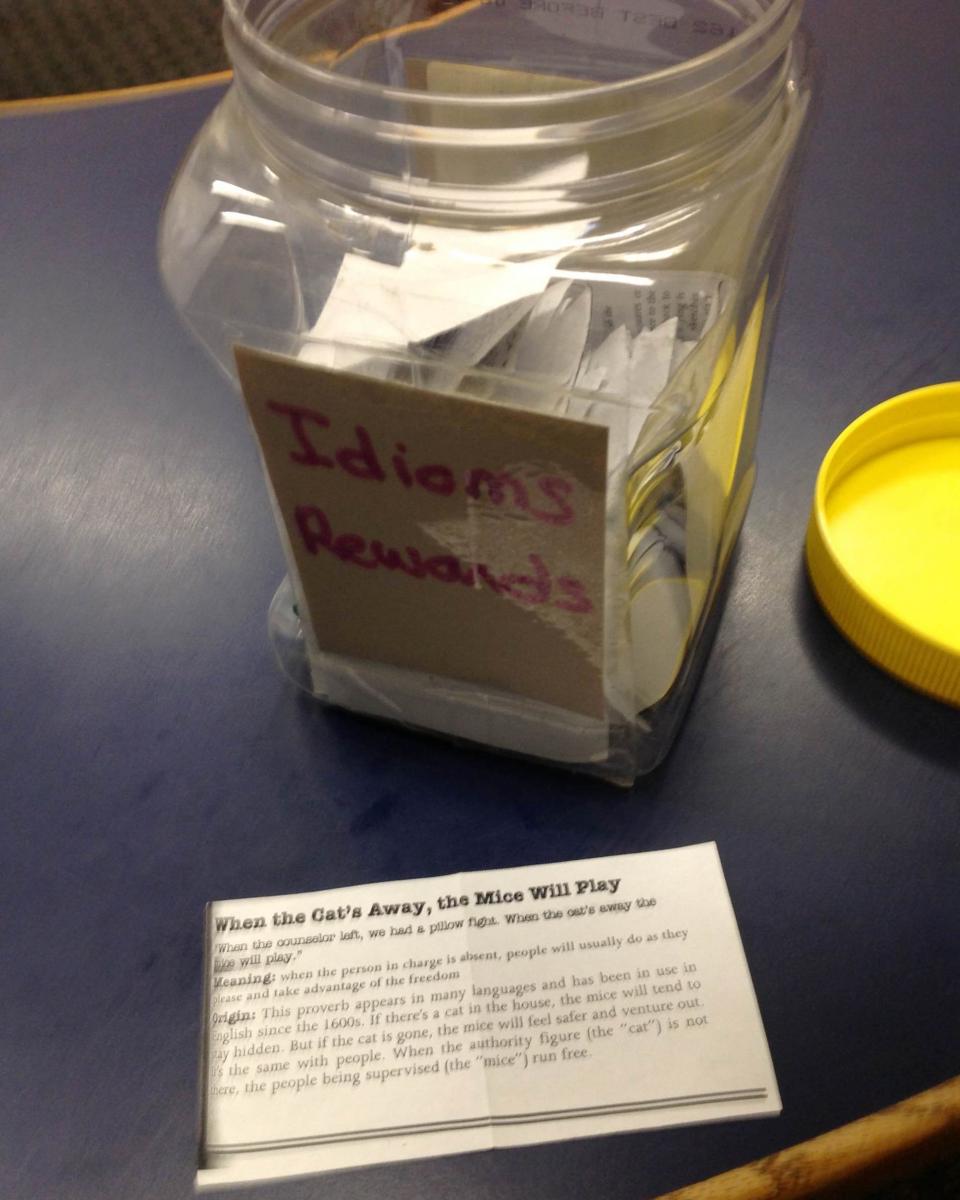 BEST BEFORE
Idioms
Rewards
When the Cat's Away, the Mice Will Play
"When the counselor left, we had a pillow fight. When the cat's away the
mice will play."
Meaning: when the person in charge is absent, people will usually do as they
please and take advantage of the freedom
Origin: This proverb appears in many languages and has been in use in
English since the 1600s. If there's a cat in the house, the mice will tend to
tay hidden. But if the cat is gone, the mice will feel safer and venture out.
t's the same with people. When the authority figure (the "cat") is not
here, the people being supervised (the "mice") run free.